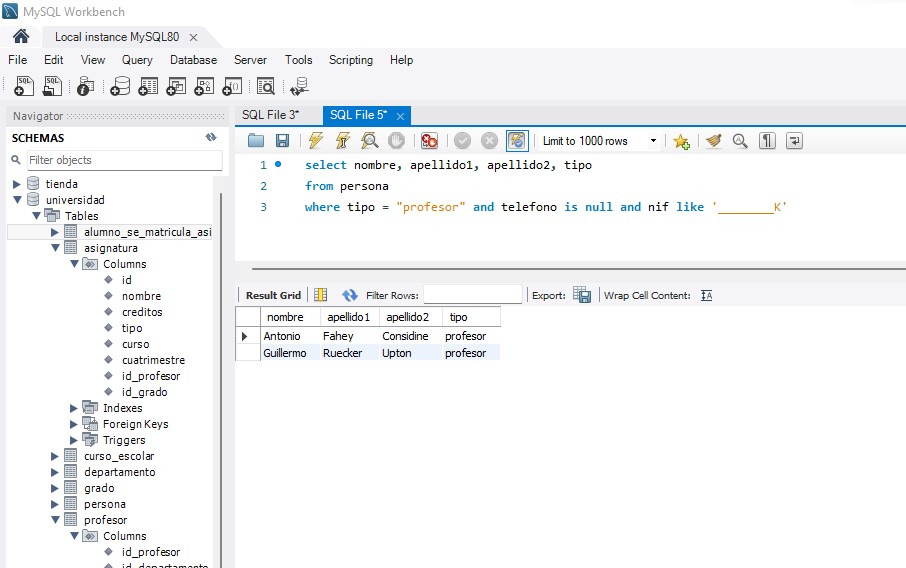 MySQL Workbench
Local instance MySQL80
File Edit View Query Database Server Tools Scripting Help
Navigator
SCHEMAS
Filter objects
tienda
universidad
Tables
alumno_se_matricula_asi
asignatura
Columns
id
nombre
creditos
tipo
curso
cuatrimestre
id_profesor
id_grado
Indexes
Foreign Keys
Triggers
curso_escolar
departamento
grado
persona
profesor
Columns
id_profesor
id_departamento
SQL File 3* SQL File 5*
Limit to 1000 rows
1 select nombre, apellido1, apellido2, tipo
2 from persona
3 where tipo = "profesor" and telefono is null and nif like '________K'
Result Grid Filter Rows: Export: Wrap Cell Content:
nombre apellido1 apellido2 tipo
Antonio Fahey Considine profesor
Guillermo Ruecker Upton profesor